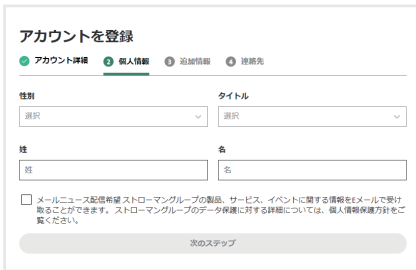 アカウントを登録
アカウント詳細 2 個人情報 3 追加情報 4 連絡先
性別 タイトル
選択 選択
姓 名
姓 名
メールニュース配信希望 ストローマングループの製品、サービス、イベントに関する情報をEメールで受け
取ることができます。 ストローマングループのデータ保護に対する詳細については、個人情報保護方針をご
覧ください。
次のステップ